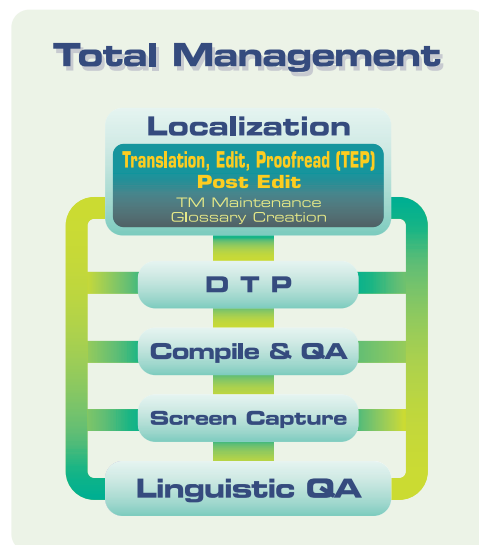 Total Management
Localization
Translation, Edit, Proofread (TEP)
Post Edit
TM Maintenance
Glossary Creation
D T P
Compile & QA
Screen Capture
Linguistic QA